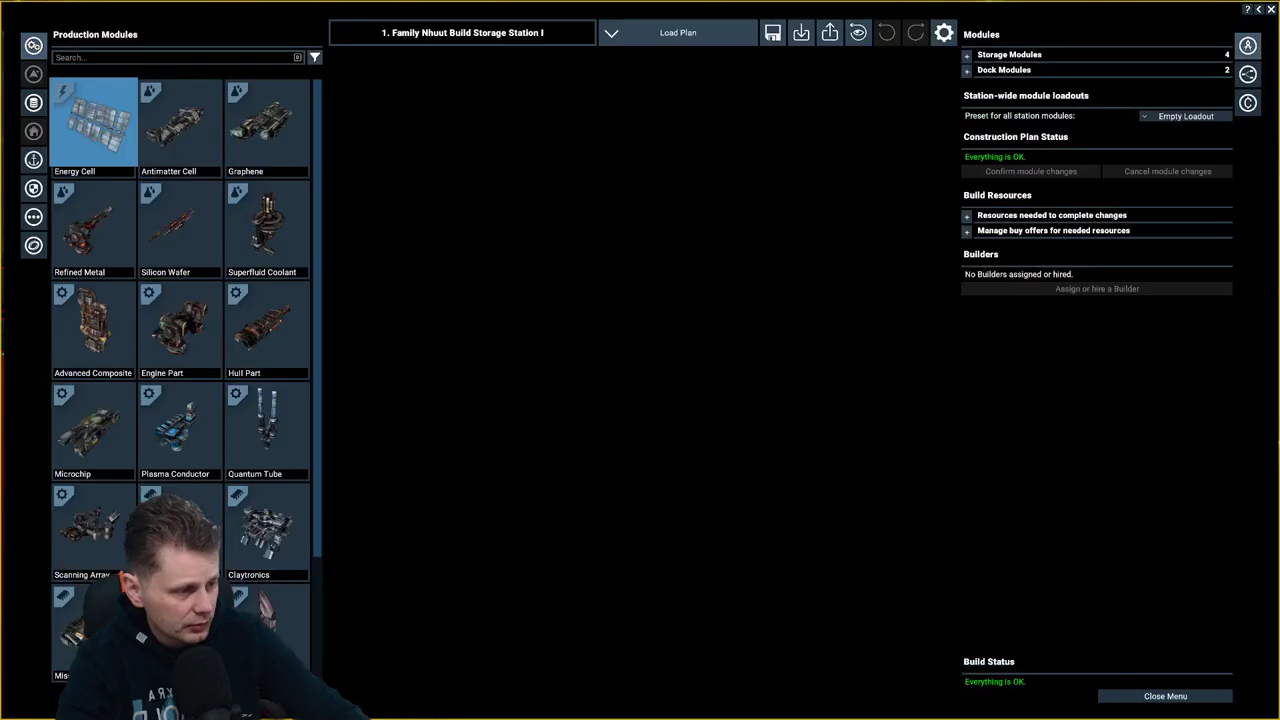 ? < X
Production Modules
Search...
1. Family Nhuut Build Storage Station I
Load Plan
Energy Cell
Antimatter Cell
Graphene
Refined Metal
Silicon Wafer
Superfluid Coolant
Advanced Composite
Engine Part
Hull Part
Microchip
Plasma Conductor
Quantum Tube
Scanning Array
Claytronics
Modules
+ Storage Modules 4
+ Dock Modules 2
Station-wide module loadouts
Preset for all station modules: Empty Loadout
Construction Plan Status
Everything is OK.
Confirm module changes
Cancel module changes
Build Resources
+ Resources needed to complete changes
+ Manage buy offers for needed resources
Builders
No Builders assigned or hired.
Assign or hire a Builder
Build Status
Everything is OK.
Close Menu